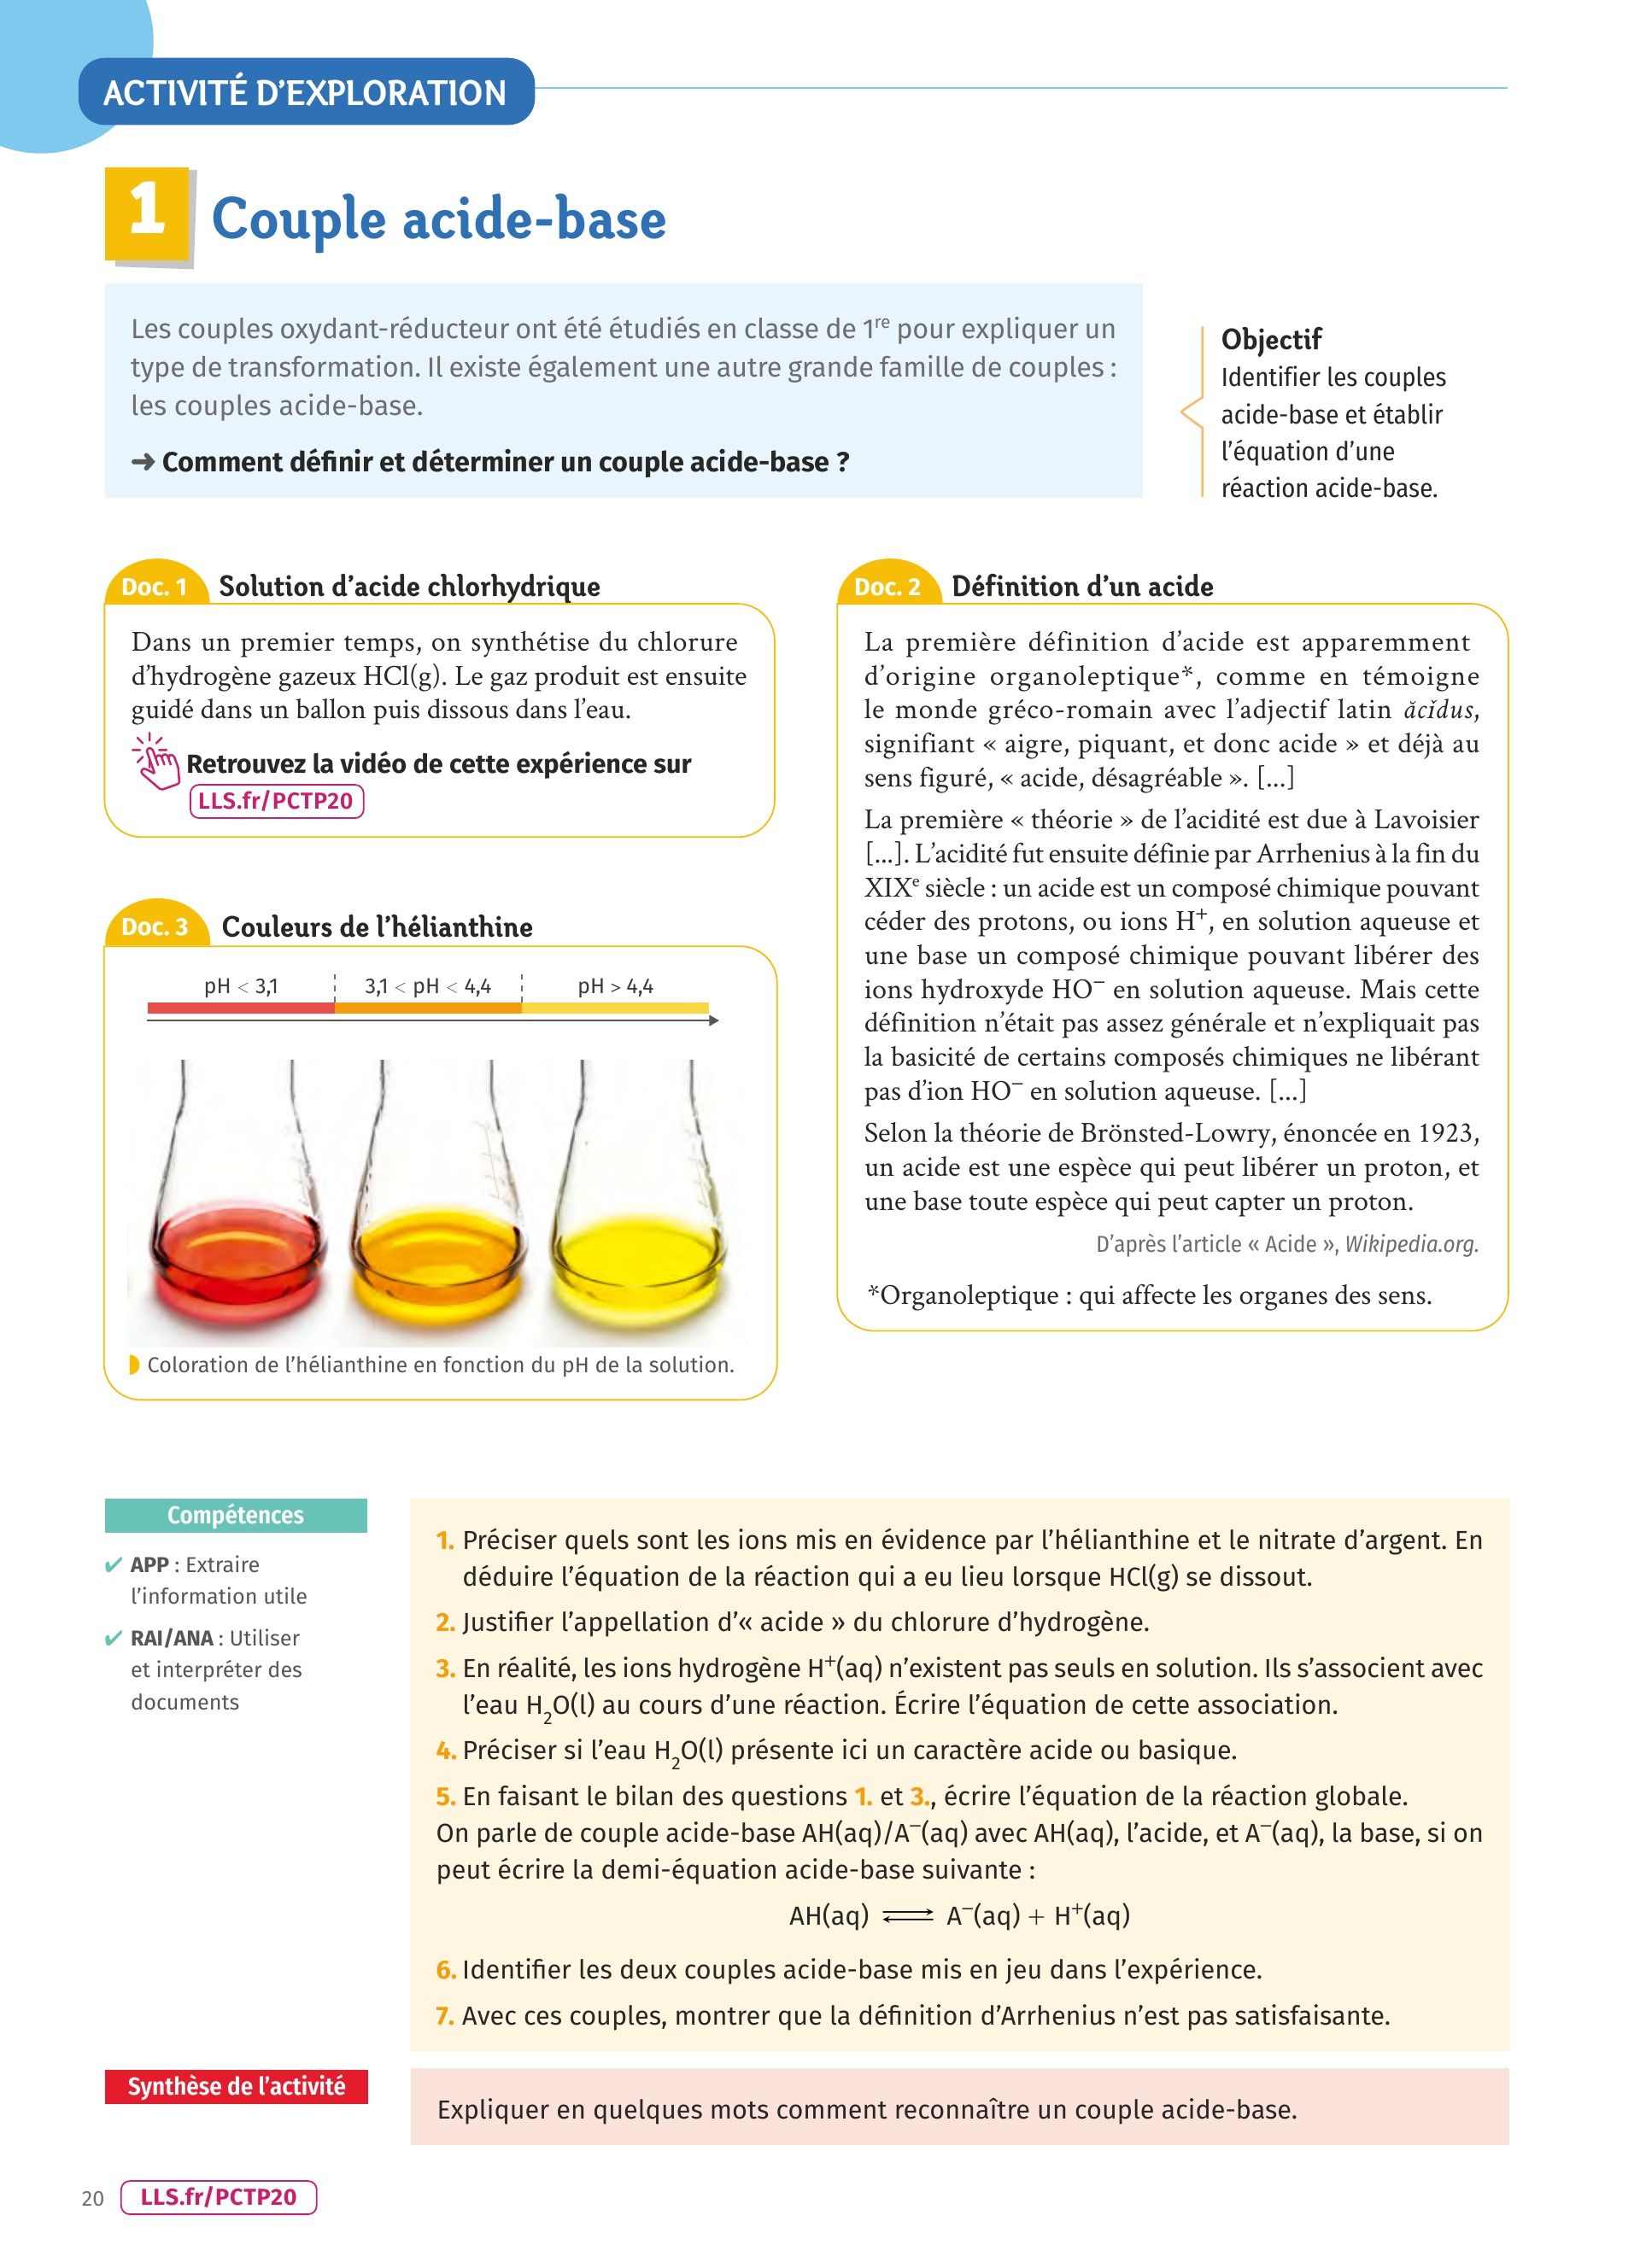 ACTIVITÉ D'EXPLORATION
1
Couple acide-base
Les couples oxydant-réducteur ont été étudiés en classe de 1re pour expliquer un
type de transformation. Il existe également une autre grande famille de couples :
les couples acide-base.
➜ Comment définir et déterminer un couple acide-base ?
Objectif
Identifier les couples
acide-base et établir
l'équation d'une
réaction acide-base.
Doc. 1 Solution d'acide chlorhydrique
Dans un premier temps, on synthétise du chlorure
d'hydrogène gazeux HCl(g). Le gaz produit est ensuite
guidé dans un ballon puis dissous dans l'eau.
Retrouvez la vidéo de cette expérience sur
LLS.fr/PCTP20
Doc. 2 Définition d'un acide
La première définition d'acide est apparemment
d'origine organoleptique*, comme en témoigne
le monde gréco-romain avec l'adjectif latin ăcĭdus,
signifiant « aigre, piquant, et donc acide » et déjà au
sens figuré, « acide, désagréable ». [...]
La première « théorie » de l'acidité est due à Lavoisier
[...]. L'acidité fut ensuite définie par Arrhenius à la fin du
XIXe siècle : un acide est un composé chimique pouvant
céder des protons, ou ions H⁺, en solution aqueuse et
une base un composé chimique pouvant libérer des
ions hydroxyde HO⁻ en solution aqueuse. Mais cette
définition n'était pas assez générale et n'expliquait pas
la basicité de certains composés chimiques ne libérant
pas d'ion HO⁻ en solution aqueuse. [...]
Selon la théorie de Brönsted-Lowry, énoncée en 1923,
un acide est une espèce qui peut libérer un proton, et
une base toute espèce qui peut capter un proton.
D'après l'article « Acide », Wikipedia.org.
*Organoleptique : qui affecte les organes des sens.
Doc. 3 Couleurs de l'hélianthine
pH < 3,1 3,1 < pH < 4,4 pH > 4,4
Coloration de l'hélianthine en fonction du pH de la solution.
Compétences
✔ APP : Extraire
l'information utile
✔ RAI/ANA : Utiliser
et interpréter des
documents
1. Préciser quels sont les ions mis en évidence par l'hélianthine et le nitrate d'argent. En
déduire l'équation de la réaction qui a eu lieu lorsque HCl(g) se dissout.
2. Justifier l'appellation d'« acide » du chlorure d'hydrogène.
3. En réalité, les ions hydrogène H⁺(aq) n'existent pas seuls en solution. Ils s'associent avec
l'eau H₂O(l) au cours d'une réaction. Écrire l'équation de cette association.
4. Préciser si l'eau H₂O(l) présente ici un caractère acide ou basique.
5. En faisant le bilan des questions 1. et 3., écrire l'équation de la réaction globale.
On parle de couple acide-base AH(aq)/A⁻(aq) avec AH(aq), l'acide, et A⁻(aq), la base, si on
peut écrire la demi-équation acide-base suivante :
AH(aq) ⇌ A⁻(aq) + H⁺(aq)
6. Identifier les deux couples acide-base mis en jeu dans l'expérience.
7. Avec ces couples, montrer que la définition d'Arrhenius n'est pas satisfaisante.
Synthèse de l'activité
Expliquer en quelques mots comment reconnaître un couple acide-base.
20 LLS.fr/PCTP20